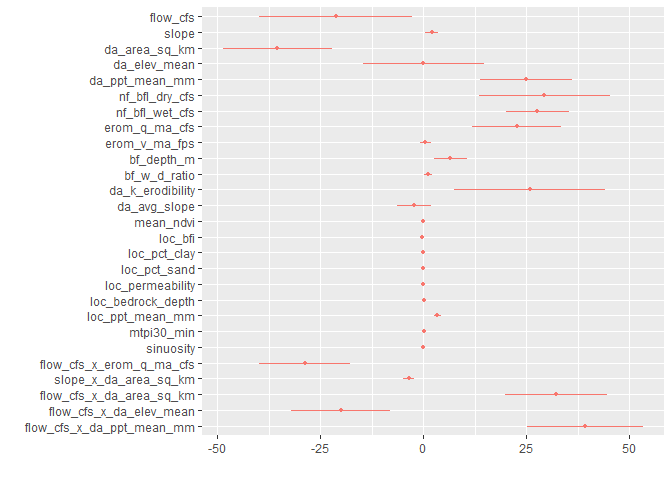 flow_cfs
slope
da_area_sq_km
da_elev_mean
da_ppt_mean_mm
nf_bfl_dry_cfs
nf_bfl_wet_cfs
erom_q_ma_cfs
erom_v_ma_fps
bf_depth_m
bf_w_d_ratio
da_k_erodibility
da_avg_slope
mean_ndvi
loc_bfi
loc_pct_clay
loc_pct_sand
loc_permeability
loc_bedrock_depth
loc_ppt_mean_mm
mtpi30_min
sinuosity
flow_cfs_x_erom_q_ma_cfs
slope_x_da_area_sq_km
flow_cfs_x_da_area_sq_km
flow_cfs_x_da_elev_mean
flow_cfs_x_da_ppt_mean_mm
-50 -25 0 25 50